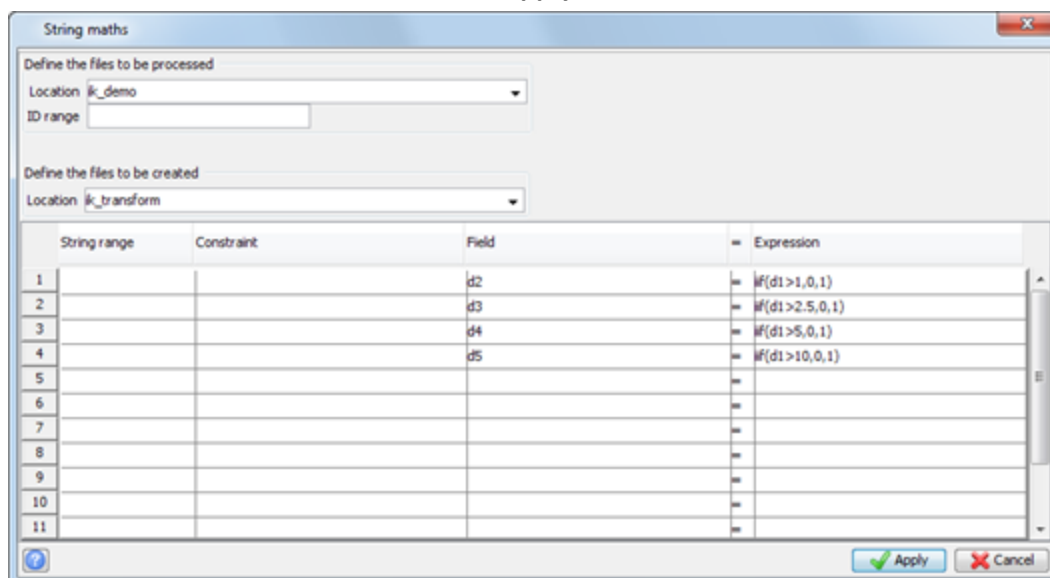 String maths
Define the files to be processed
Location ik_demo
ID range
Define the files to be created
Location ik_transform
String range Constraint Field = Expression
1 d2 = iif(d1>1,0,1)
2 d3 = iif(d1>2.5,0,1)
3 d4 = iif(d1>5,0,1)
4 d5 = iif(d1>10,0,1)
5 =
6 =
7 =
8 =
9 =
10 =
11 =
? Apply Cancel